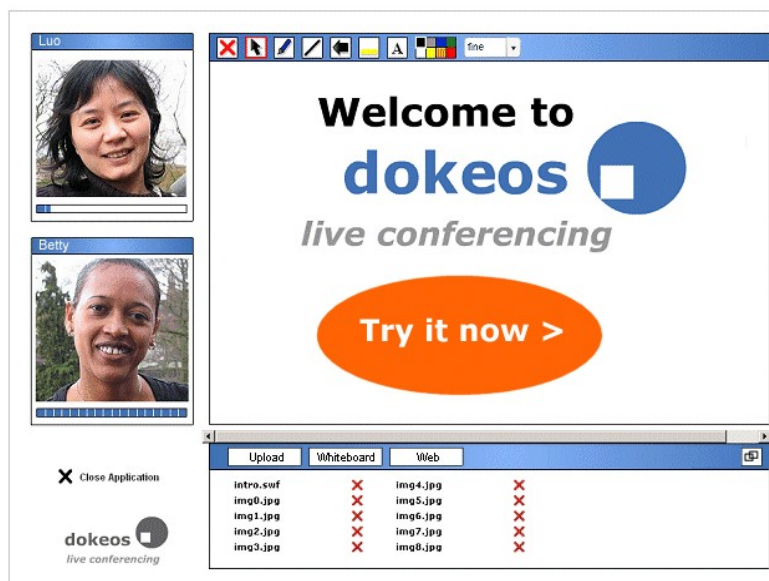 Luo
A
fine
Welcome to
dokeos
live conferencing
Try it now >
Betty
Upload Whiteboard Web
Close Application
intro.swf img4.jpg
img0.jpg img5.jpg
img1.jpg img6.jpg
img2.jpg img7.jpg
img3.jpg img8.jpg
dokeos
live conferencing